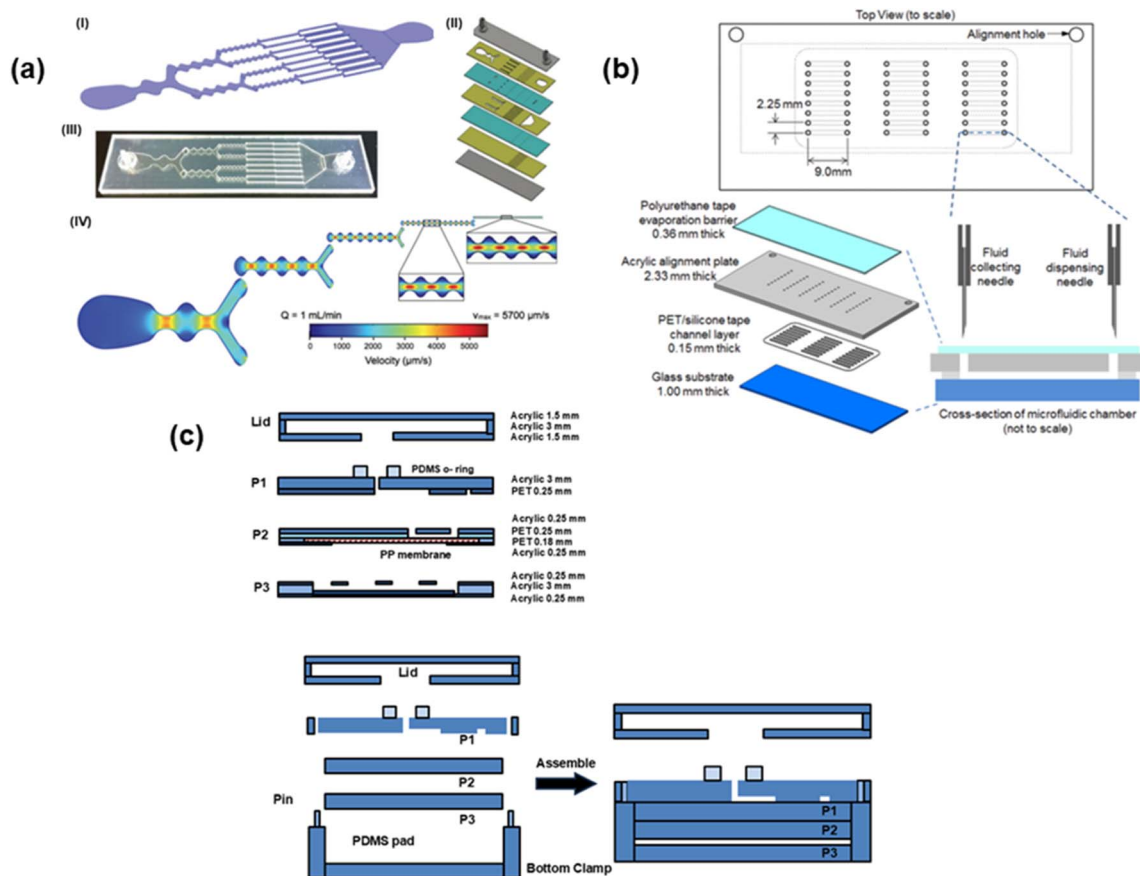 (a)
(I)
(II)
(III)
(IV)
Q = 1 mL/min
vmax = 5700 µm/s
0 1000 2000 3000 4000 5000
Velocity (µm/s)
(b)
Top View (to scale)
Alignment hole
2.25 mm
9.0mm
Polyurethane tape
evaporation barrier
0.36 mm thick
Acrylic alignment plate
2.33 mm thick
PET/silicone tape
channel layer
0.15 mm thick
Glass substrate
1.00 mm thick
Fluid
collecting
needle
Fluid
dispensing
needle
Cross-section of microfluidic chamber
(not to scale)
(c)
Lid
Acrylic 1.5 mm
Acrylic 3 mm
Acrylic 1.5 mm
P1
PDMS o- ring
Acrylic 3 mm
PET 0.25 mm
P2
Acrylic 0.25 mm
PET 0.25 mm
PET 0.18 mm
Acrylic 0.25 mm
PP membrane
P3
Acrylic 0.25 mm
Acrylic 3 mm
Acrylic 0.25 mm
Lid
P1
P2
Pin
P3
PDMS pad
Bottom Clamp
Assemble
P1
P2
P3